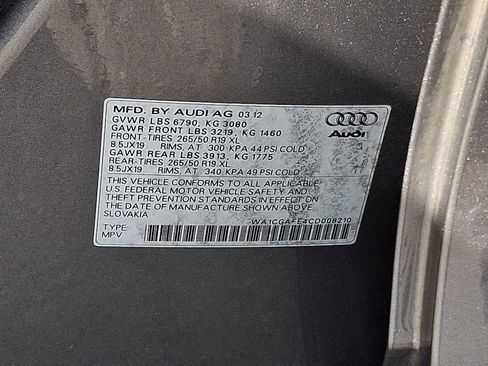 MFD. BY AUDI AG 03 12
GVWR LBS 6790, KG 3080
GAWR FRONT LBS 3219, KG 1460
FRONT-TIRES 265/50 R19 XL
8.5JX19 RIMS, AT 300 KPA 44 PSI COLD
GAWR REAR LBS 3913, KG 1775
REAR-TIRES 265/50 R19 XL
8.5JX19 RIMS, AT 340 KPA 49 PSI COLD
Audi
THIS VEHICLE CONFORMS TO ALL APPLICABLE
U.S. FEDERAL MOTOR VEHICLE SAFETY AND
THEFT PREVENTION STANDARDS IN EFFECT ON
THE DATE OF MANUFACTURE SHOWN ABOVE.
SLOVAKIA
WA1CGAFE4CD008210
TYPE:
MPV